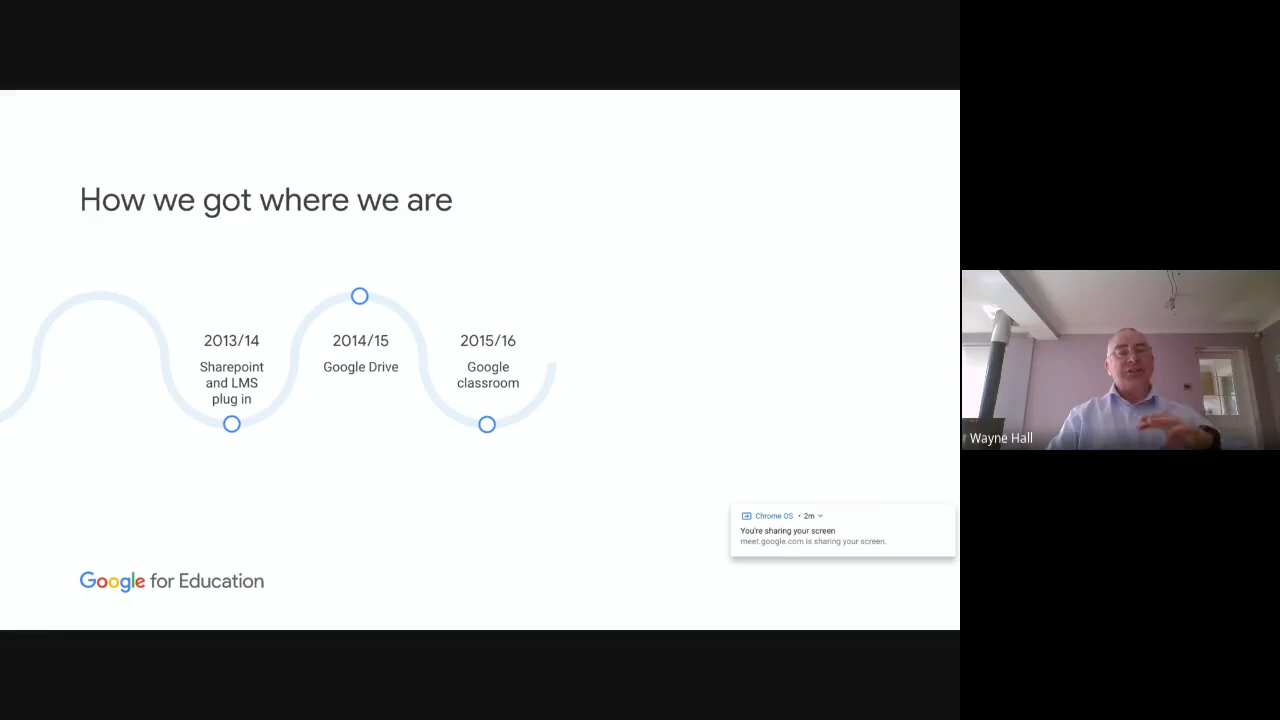 How we got where we are
2013/14
Sharepoint
and LMS
plug in
2014/15
Google Drive
2015/16
Google
classroom
Wayne Hall
Chrome OS • 2m
You're sharing your screen
meet.google.com is sharing your screen.
Google for Education